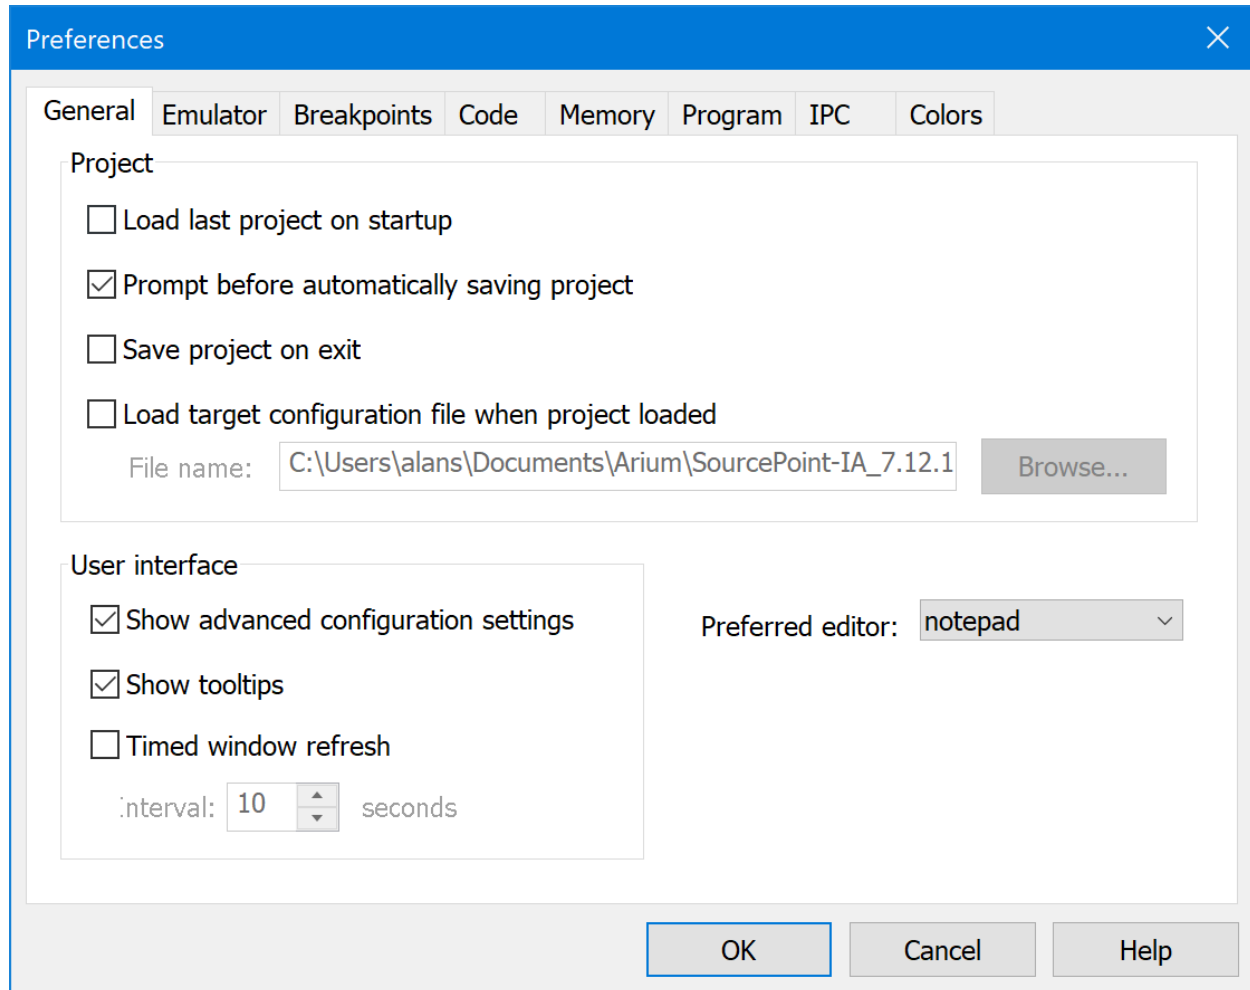 Preferences
General Emulator Breakpoints Code Memory Program IPC Colors
Project
Load last project on startup
Prompt before automatically saving project
Save project on exit
Load target configuration file when project loaded
File name: C:\Users\alans\Documents\Arium\SourcePoint-IA_7.12.1 Browse...
User interface
Show advanced configuration settings
Preferred editor: notepad
Show tooltips
Timed window refresh
Interval: 10 seconds
OK Cancel Help